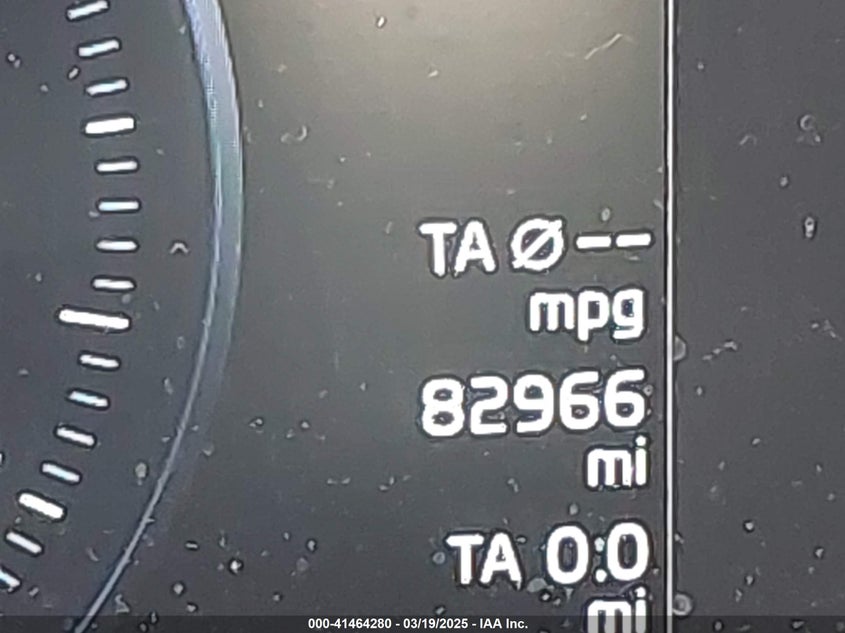 TA Ø--
mpg
82966
mi
TA 0:0
mi
000-41464280 - 03/19/2025 - IAA Inc.